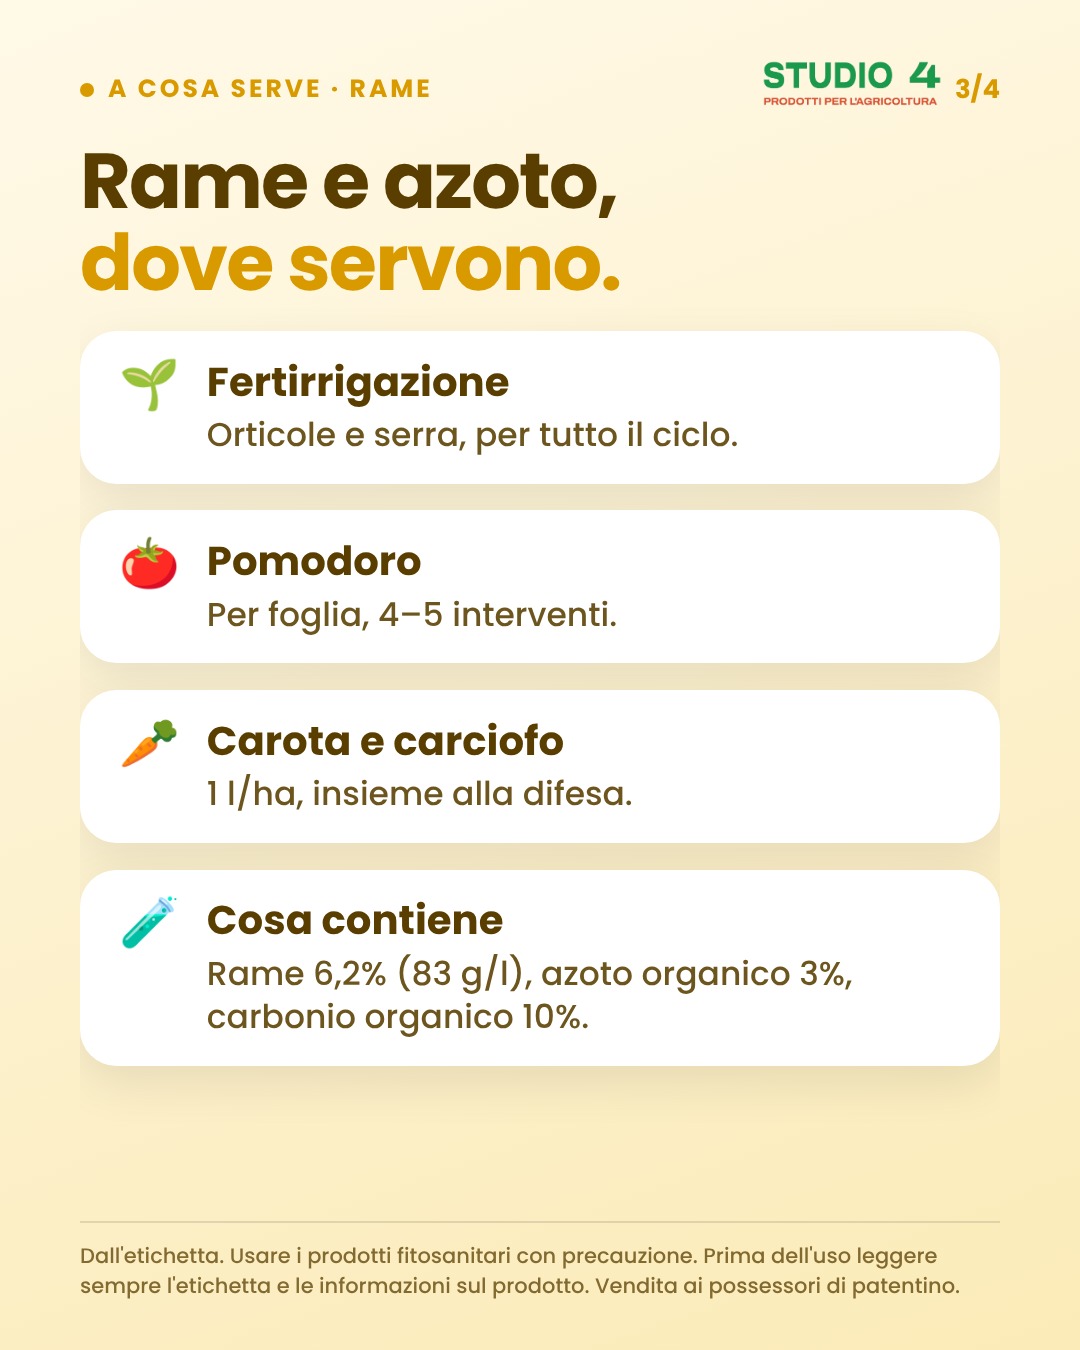 A COSA SERVE · RAME
STUDIO 4
PRODOTTI PER L'AGRICOLTURA
3/4
Rame e azoto,
dove servono.
Fertirrigazione
Orticole e serra, per tutto il ciclo.
Pomodoro
Per foglia, 4–5 interventi.
Carota e carciofo
1 l/ha, insieme alla difesa.
Cosa contiene
Rame 6,2% (83 g/l), azoto organico 3%,
carbonio organico 10%.
Dall'etichetta. Usare i prodotti fitosanitari con precauzione. Prima dell'uso leggere
sempre l'etichetta e le informazioni sul prodotto. Vendita ai possessori di patentino.